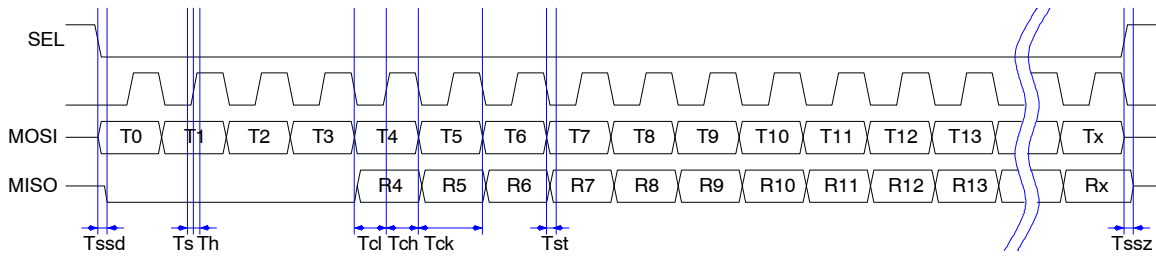 SEL
MOSI T0 T1 T2 T3 T4 T5 T6 T7 T8 T9 T10 T11 T12 T13 Tx
MISO R4 R5 R6 R7 R8 R9 R10 R11 R12 R13 Rx
Tssd Ts Th Tcl Tch Tck Tst Tssz